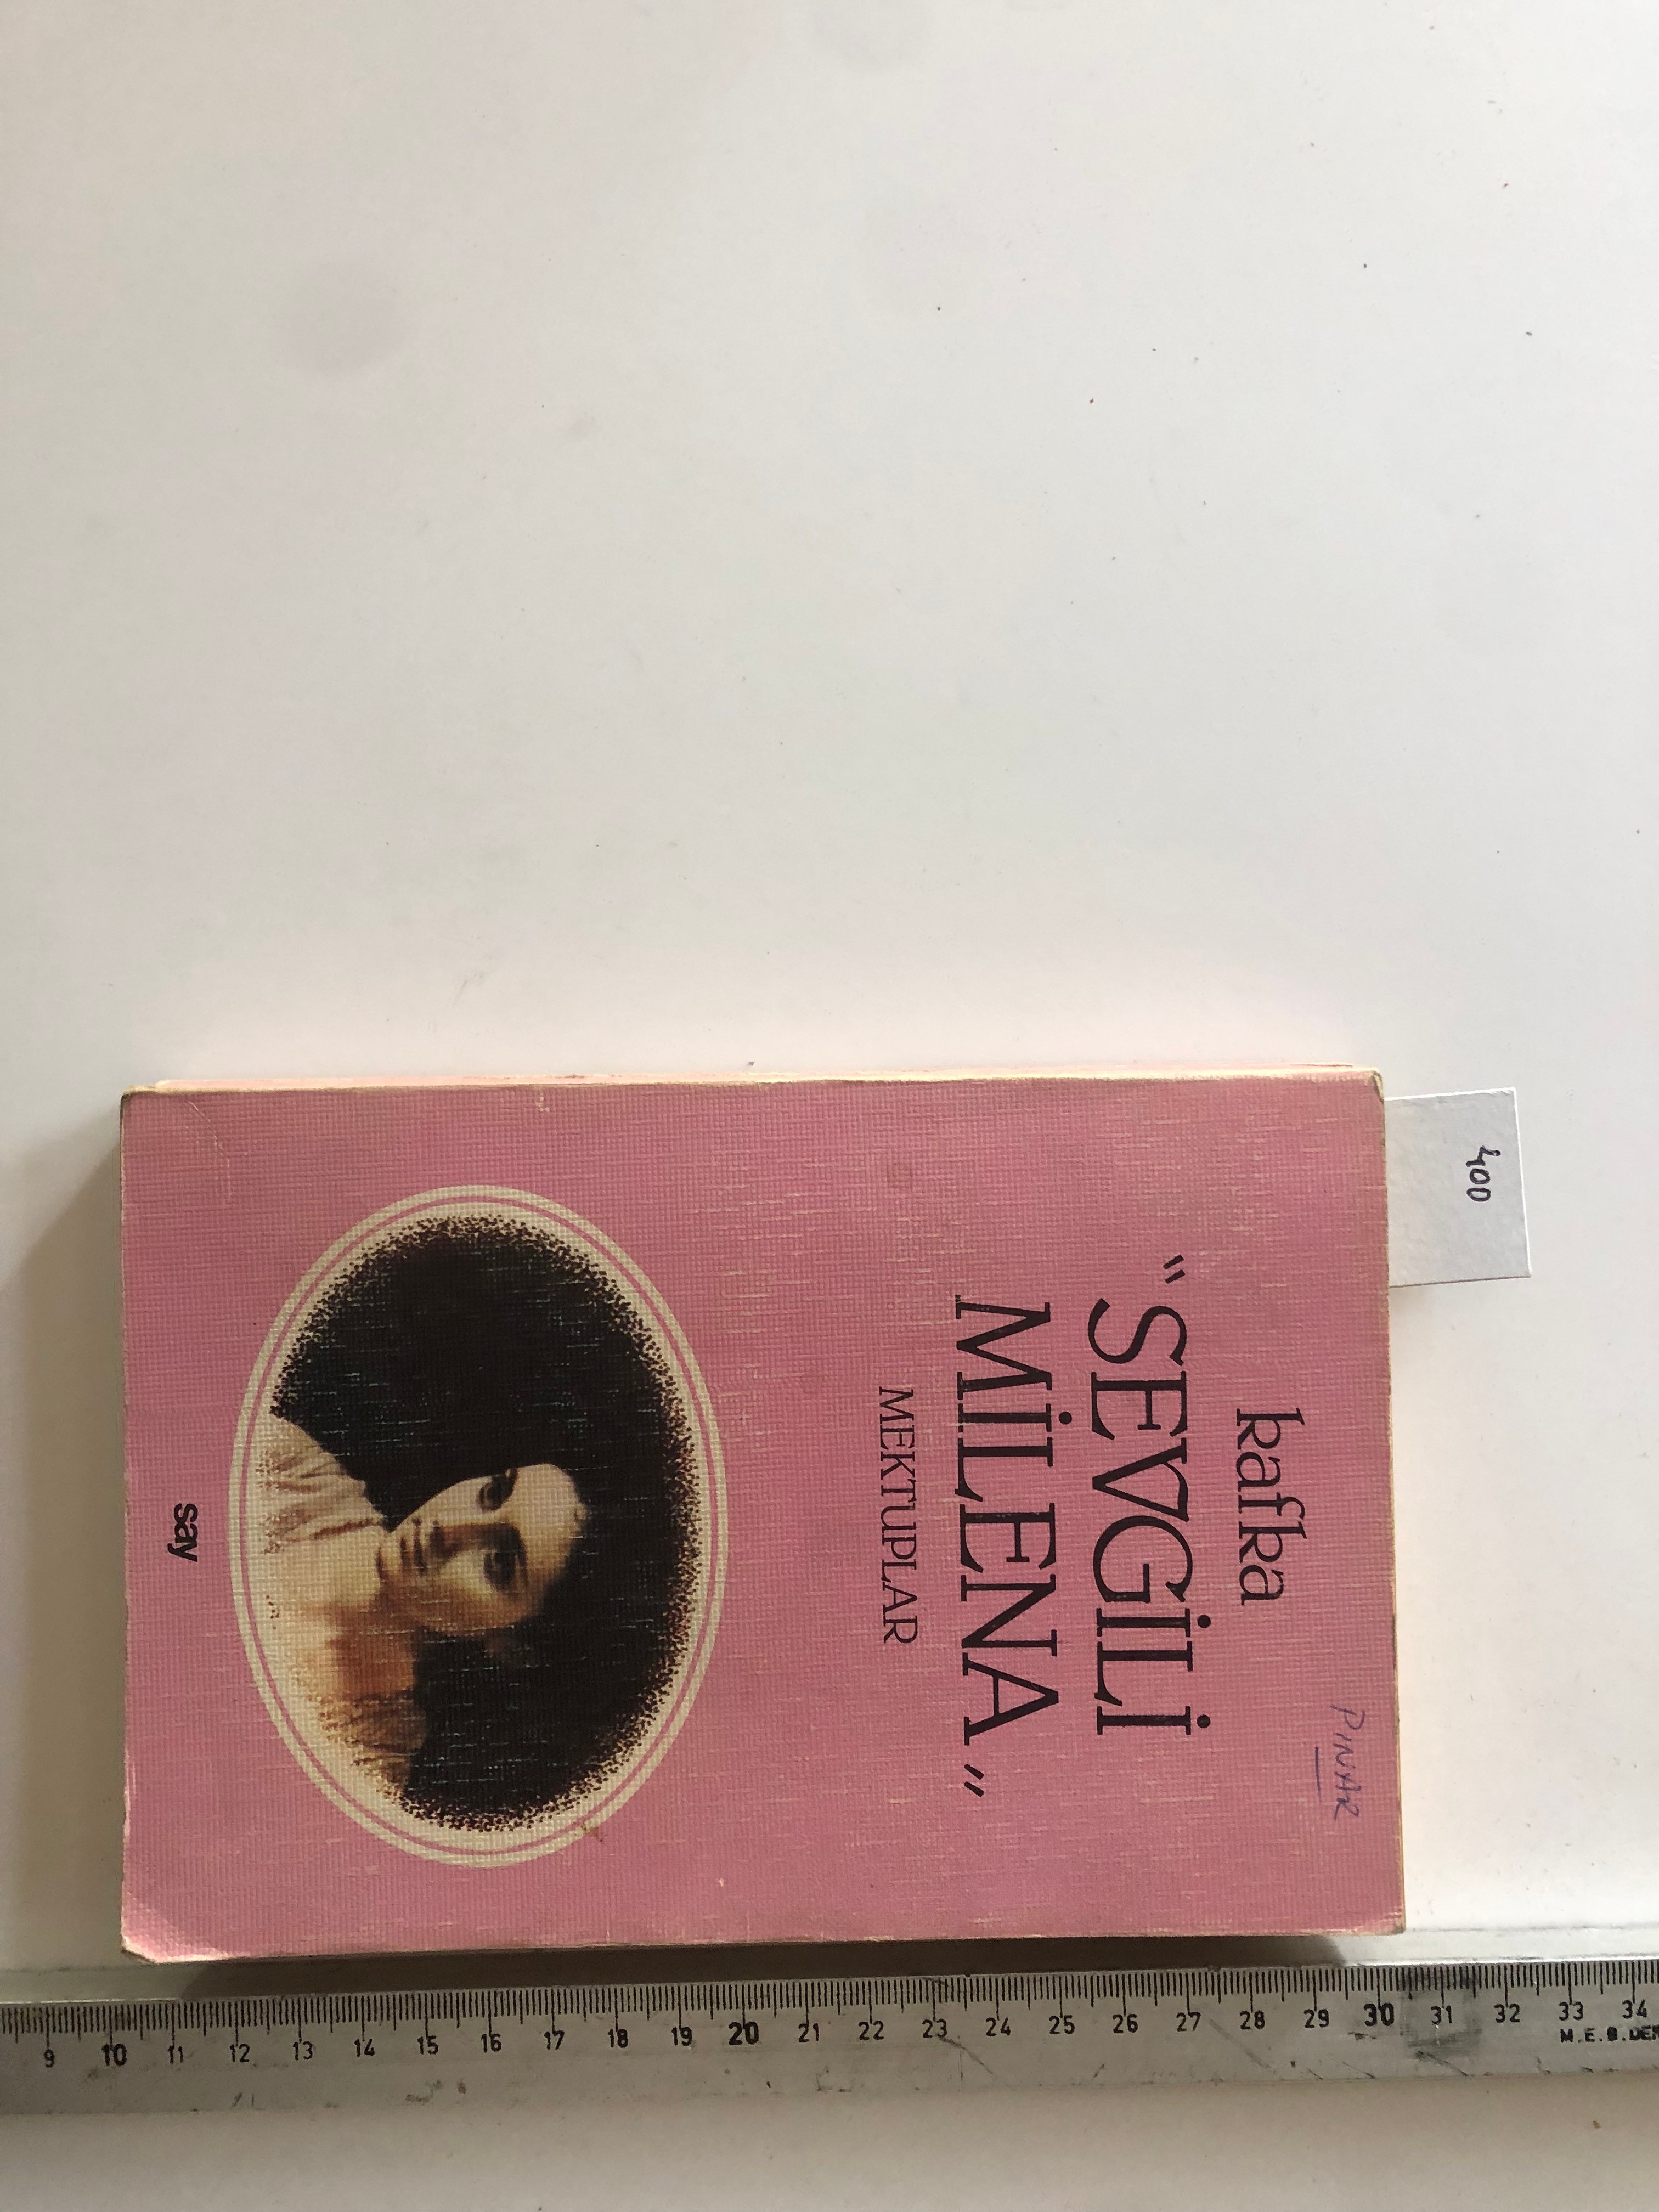 400
PINAR
kafka
"SEVGİLİ
MİLENA"
MEKTUPLAR
say
9 10 11 12 13 14 15 16 17 18 19 20 21 22 23 24 25 26 27 28 29 30 31 32 33 34